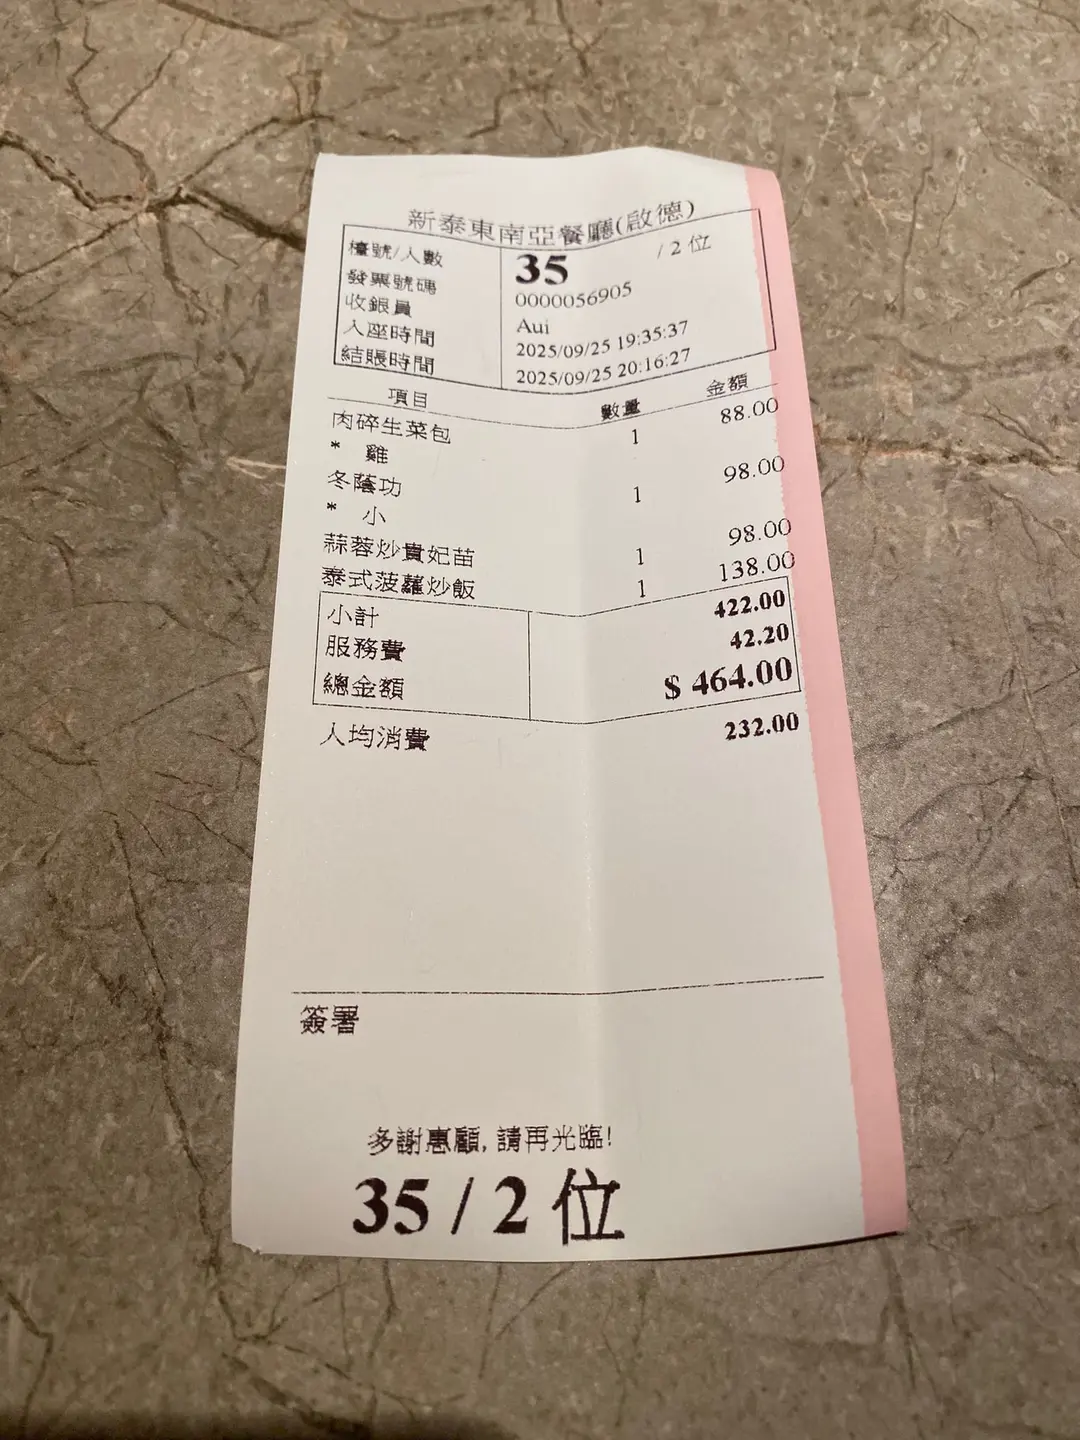 新泰東南亞餐廳(啟德)
檯號/人數 35 / 2 位
發票號碼 0000056905
收銀員 Aui
入座時間 2025/09/25 19:35:37
結賬時間 2025/09/25 20:16:27
項目 數量 金額
肉碎生菜包 1 88.00
* 雞
冬蔭功 1 98.00
* 小
蒜蓉炒貴妃苗 1 98.00
泰式菠蘿炒飯 1 138.00
小計 422.00
服務費 42.20
總金額 $ 464.00
人均消費 232.00
簽署
多謝惠顧, 請再光臨!
35 / 2 位